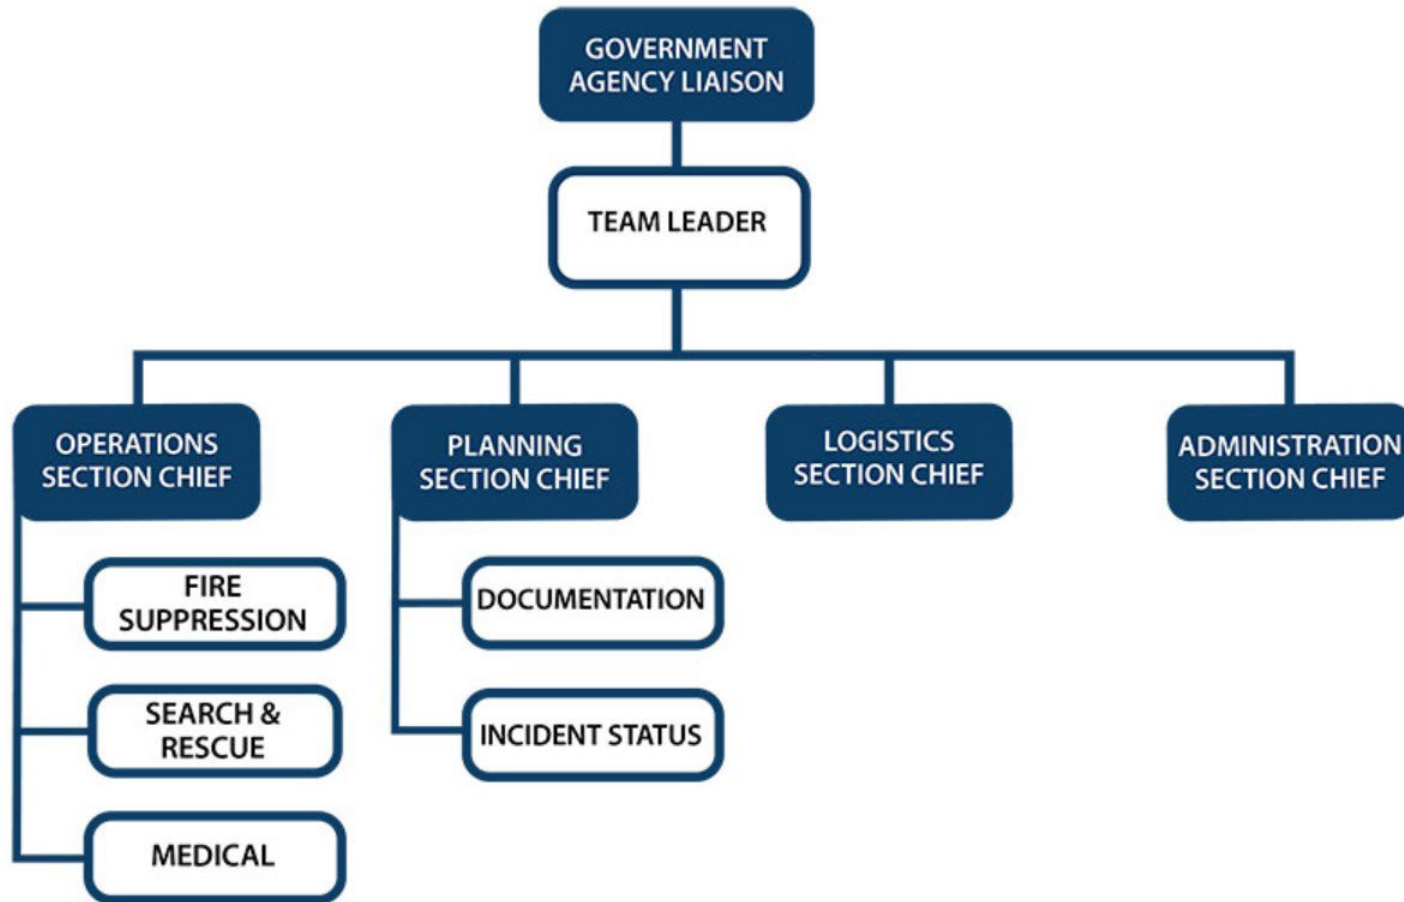 GOVERNMENT
AGENCY LIAISON
TEAM LEADER
OPERATIONS
SECTION CHIEF
PLANNING
SECTION CHIEF
LOGISTICS
SECTION CHIEF
ADMINISTRATION
SECTION CHIEF
FIRE
SUPPRESSION
SEARCH &
RESCUE
MEDICAL
DOCUMENTATION
INCIDENT STATUS